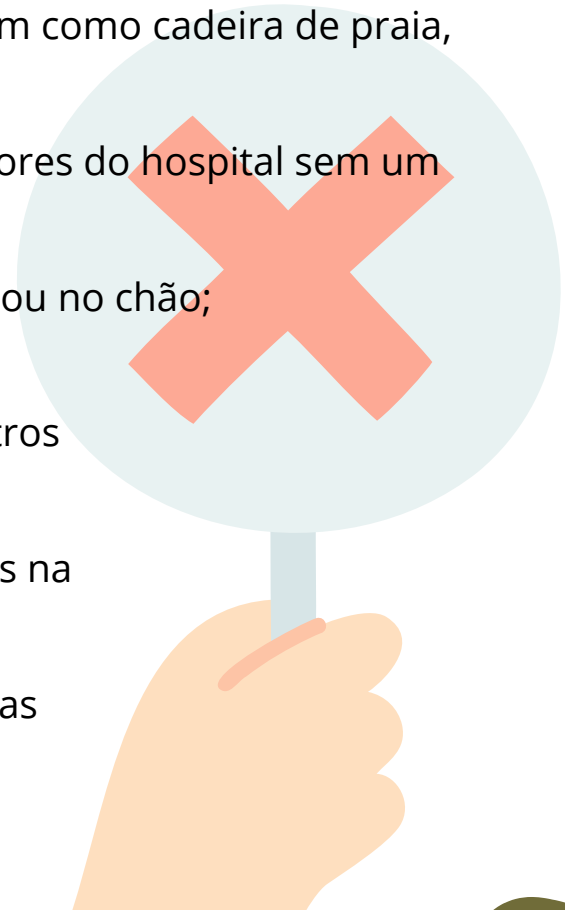 m como cadeira de praia,
ores do hospital sem um
ou no chão;
tros
s na
as